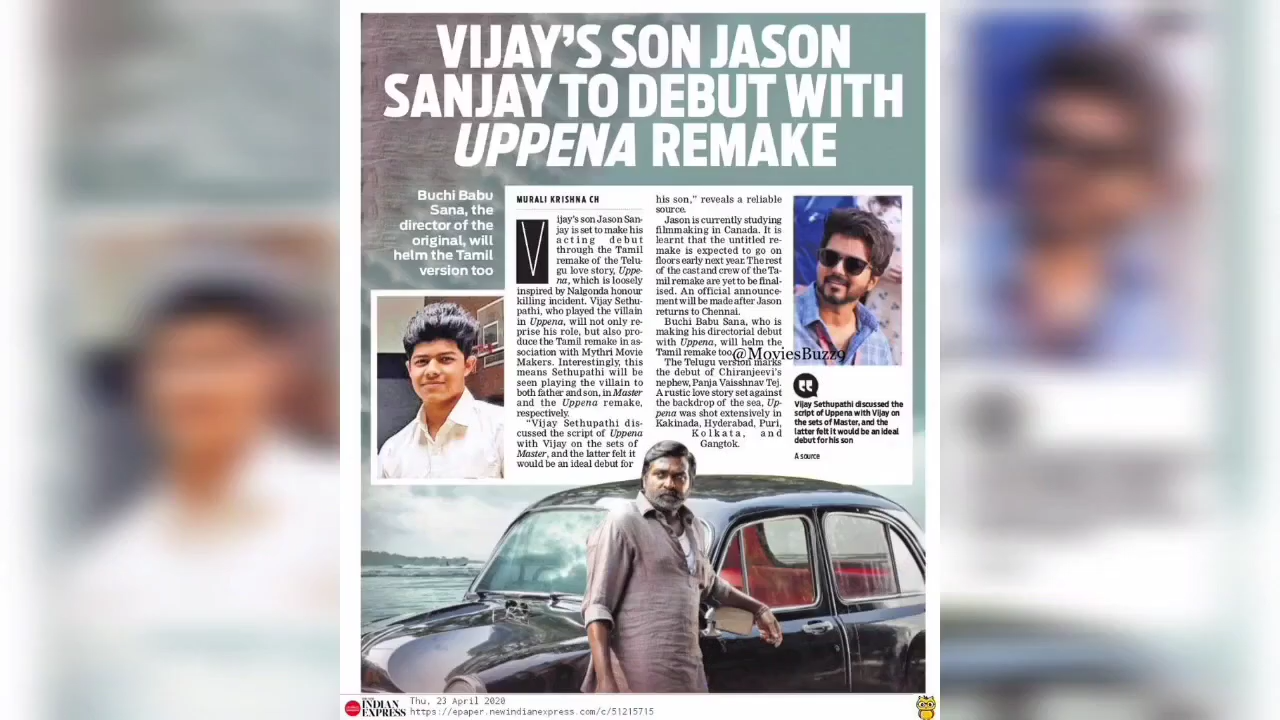 VIJAY'S SON JASON
SANJAY TO DEBUT WITH
UPPENA REMAKE
Buchi Babu
Sana, the
director of the
original, will
helm the Tamil
version too
MURALI KRISHNA CH
Vijay's son Jason San-
jay is set to make his
acting debut
through the Tamil
remake of the Telu-
gu love story, Uppe-
na, which is loosely
inspired by Nalgonda honour
killing incident. Vijay Sethu-
pathi, who played the villain
in Uppena, will not only re-
prise his role, but also pro-
duce the Tamil remake in as-
sociation with Mythri Movie
Makers. Interestingly, this
means Sethupathi will be
seen playing the villain to
both father and son, in Master
and the Uppena remake,
respectively.
"Vijay Sethupathi dis-
cussed the script of Uppena
with Vijay on the sets of
Master, and the latter felt it
would be an ideal debut for
his son," reveals a reliable
source.
Jason is currently studying
filmmaking in Canada. It is
learnt that the untitled re-
make is expected to go on
floors early next year. The rest
of the cast and crew of the Ta-
mil remake are yet to be final-
ised. An official announce-
ment will be made after Jason
returns to Chennai.
Buchi Babu Sana, who is
making his directorial debut
with Uppena, will helm the
Tamil remake too.
@MoviesBuzz9
The Telugu version marks
the debut of Chiranjeevi's
nephew, Panja Vaisshnav Tej.
A rustic love story set against
the backdrop of the sea, Up-
pena was shot extensively in
Kakinada, Hyderabad, Puri,
Kolkata, and
Gangtok.
Vijay Sethupathi discussed the
script of Uppena with Vijay on
the sets of Master, and the
latter felt it would be an ideal
debut for his son
A source
INDIAN
EXPRESS
Thu, 23 April 2020
https://epaper.newindianexpress.com/c/51215715